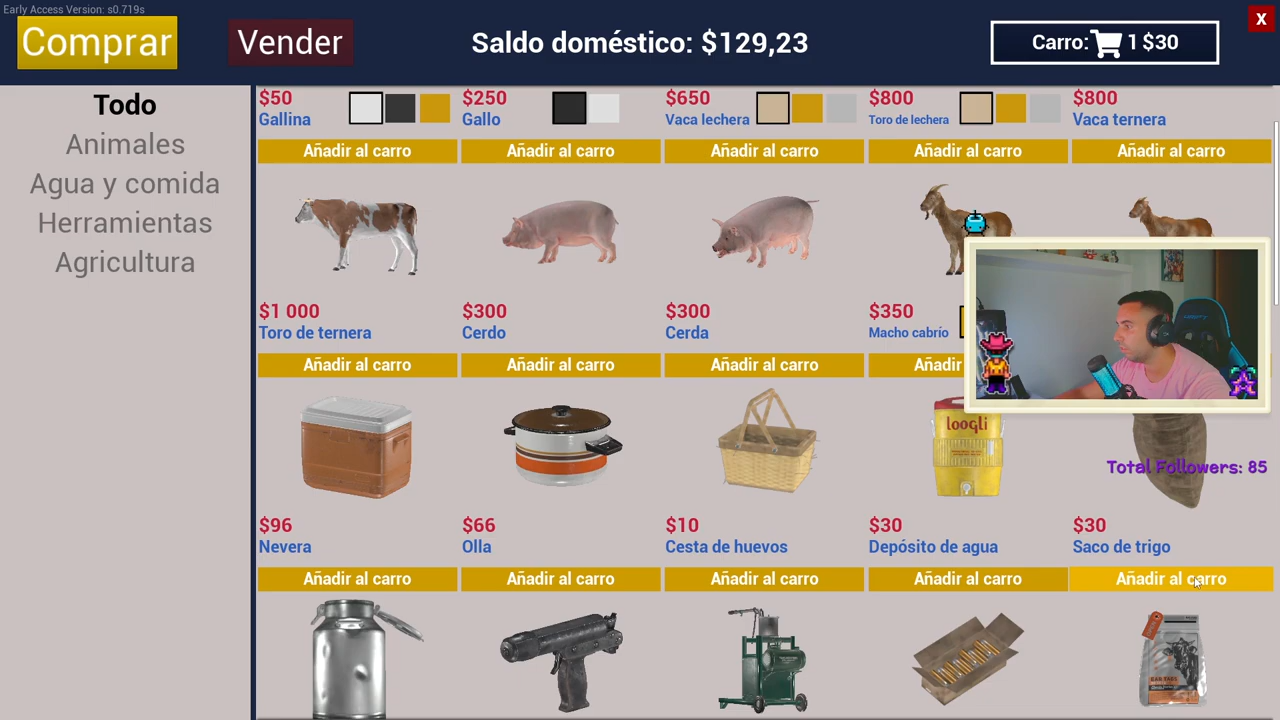 Early Access Version: s0.719s
Comprar
Vender
Saldo doméstico: $129,23
Carro: 1 $30
X
Todo
Animales
Agua y comida
Herramientas
Agricultura
$50
Gallina
$250
Gallo
$650
Vaca lechera
$800
Toro de lechera
$800
Vaca ternera
Añadir al carro
Añadir al carro
Añadir al carro
Añadir al carro
Añadir al carro
$1 000
Toro de ternera
$300
Cerdo
$300
Cerda
$350
Macho cabrío
Añadir al carro
Añadir al carro
Añadir al carro
Añad
loogli
Total Followers: 85
$96
Nevera
$66
Olla
$10
Cesta de huevos
$30
Depósito de agua
$30
Saco de trigo
Añadir al carro
Añadir al carro
Añadir al carro
Añadir al carro
Añadir al carro
EAR TAGS